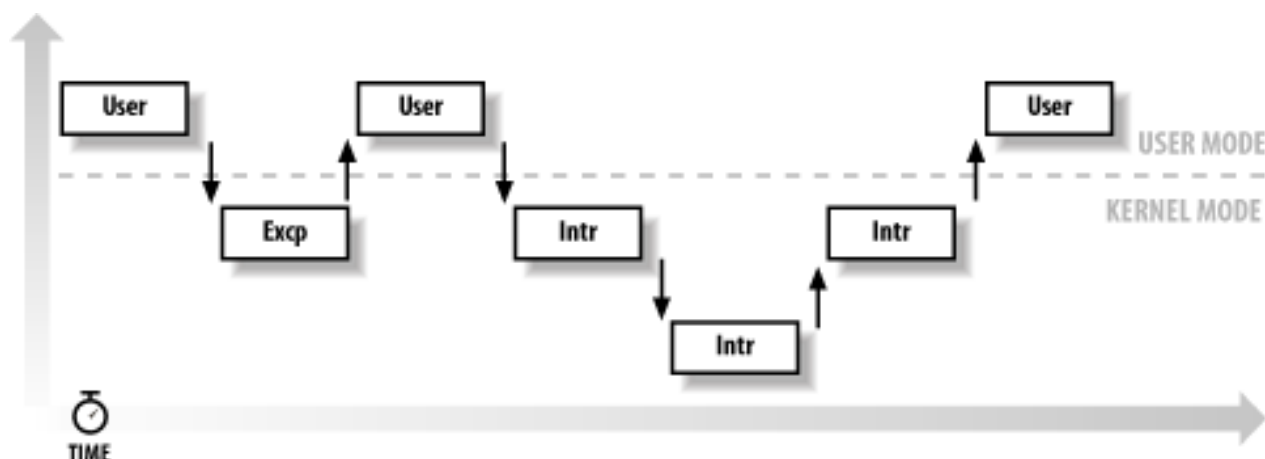 User
User
User
USER MODE
KERNEL MODE
Excp
Intr
Intr
Intr
TIME